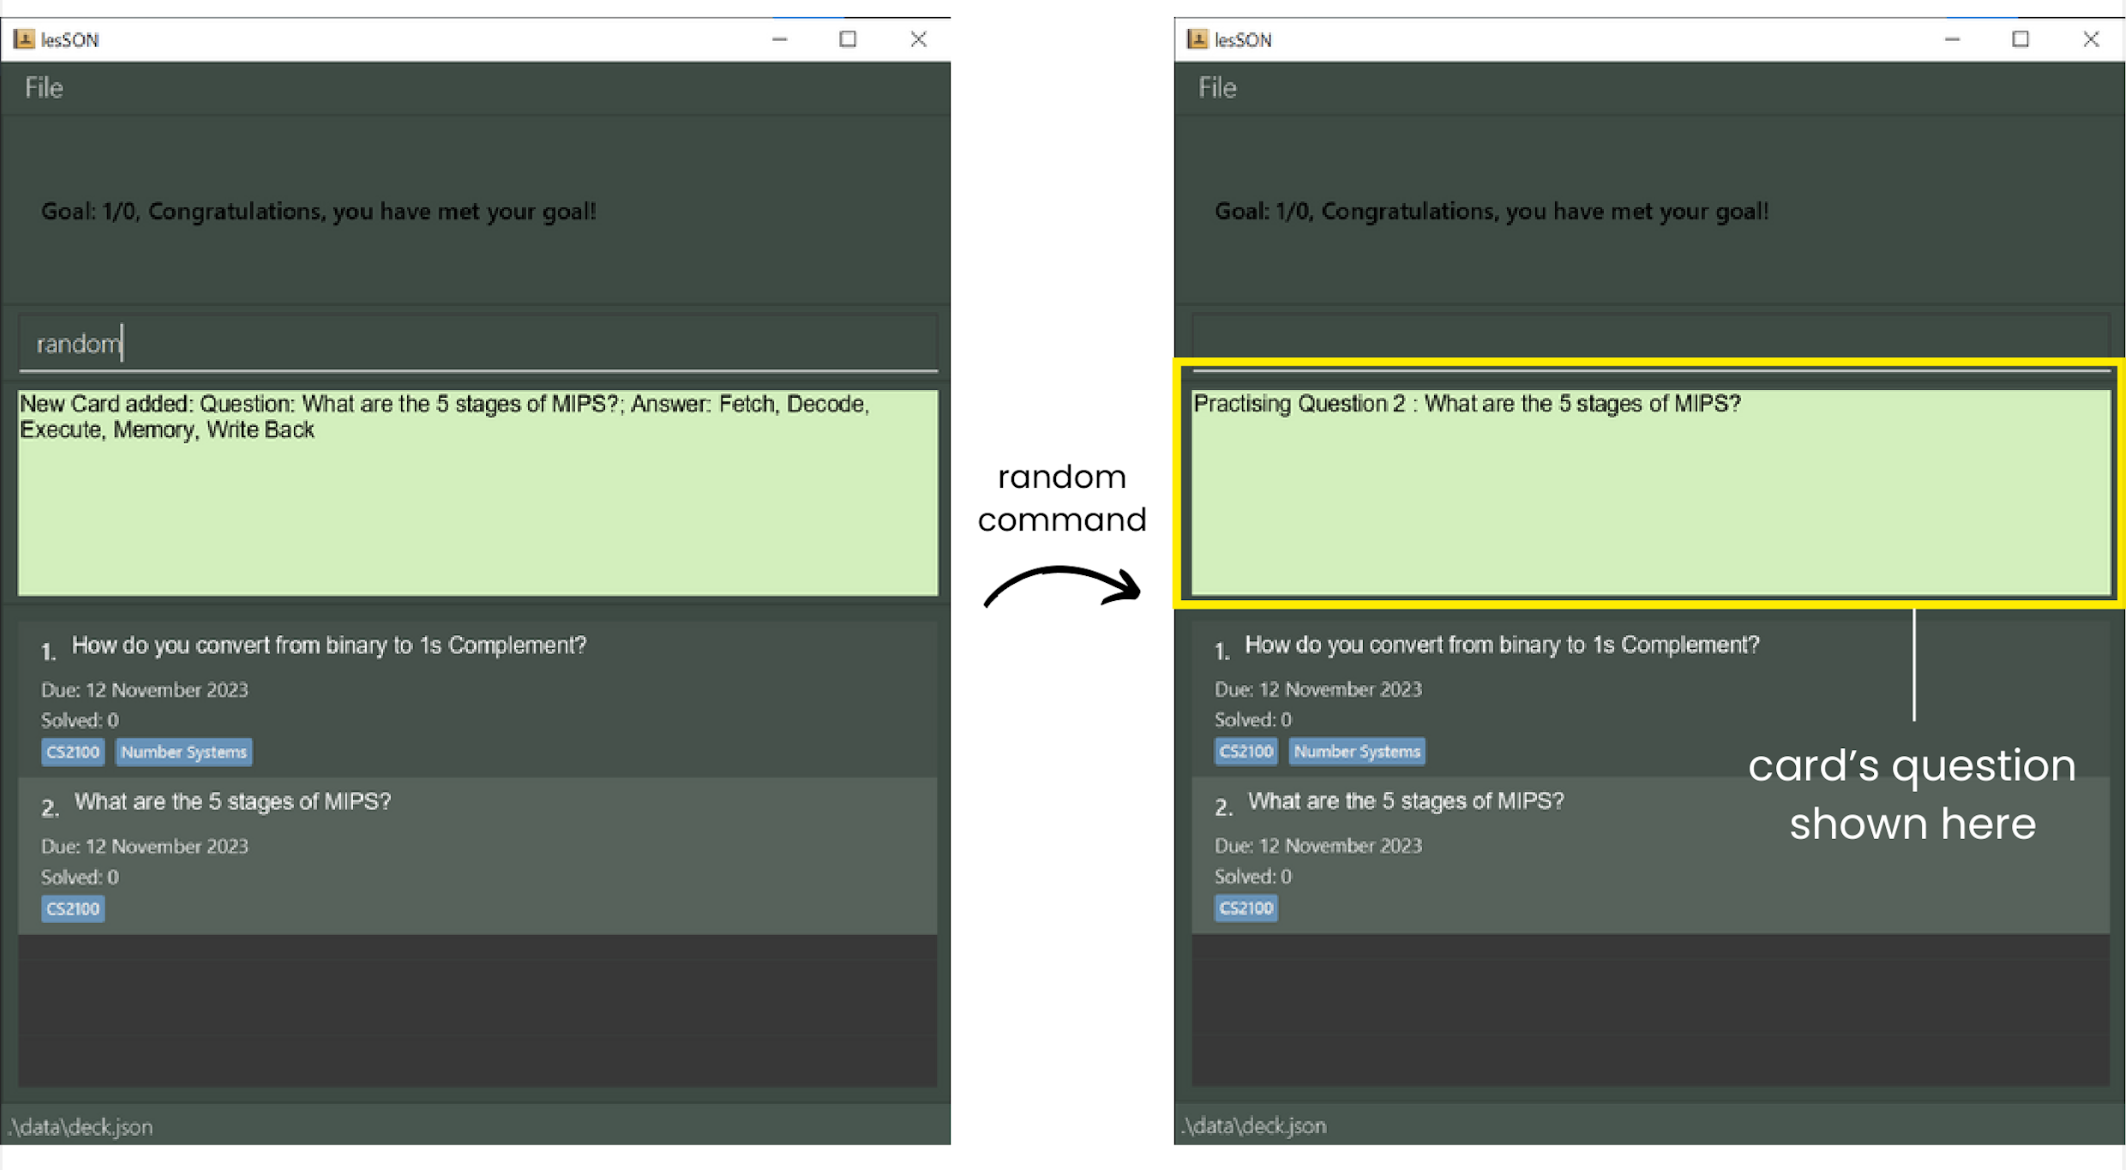 lesSON
File
Goal: 1/0, Congratulations, you have met your goal!
random
New Card added: Question: What are the 5 stages of MIPS?; Answer: Fetch, Decode,
Execute, Memory, Write Back
1. How do you convert from binary to 1s Complement?
Due: 12 November 2023
Solved: 0
CS2100 Number Systems
2. What are the 5 stages of MIPS?
Due: 12 November 2023
Solved: 0
CS2100
.\data\deck.json
random
command
lesSON
File
Goal: 1/0, Congratulations, you have met your goal!
Practising Question 2 : What are the 5 stages of MIPS?
1. How do you convert from binary to 1s Complement?
Due: 12 November 2023
Solved: 0
CS2100 Number Systems
2. What are the 5 stages of MIPS?
Due: 12 November 2023
Solved: 0
CS2100
card’s question
shown here
.\data\deck.json